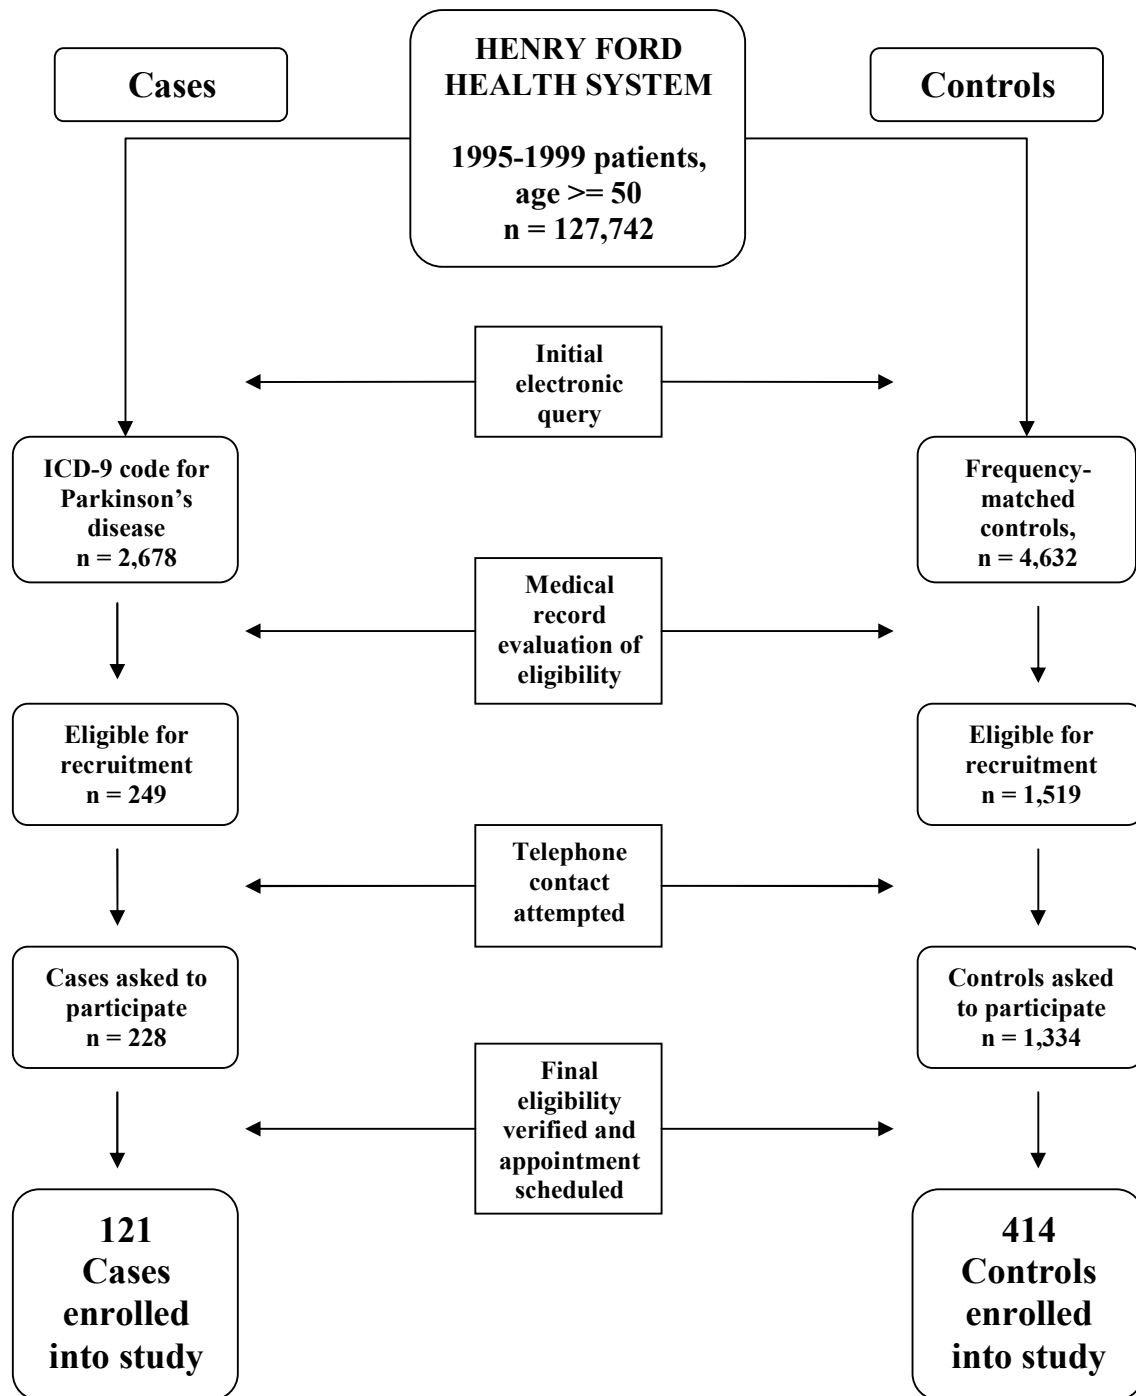 Cases
HENRY FORD
HEALTH SYSTEM
1995-1999 patients,
age >= 50
n = 127,742
Controls
Initial
electronic
query
ICD-9 code for
Parkinson’s
disease
n = 2,678
Frequency-
matched
controls,
n = 4,632
Medical
record
evaluation of
eligibility
Eligible for
recruitment
n = 249
Eligible for
recruitment
n = 1,519
Telephone
contact
attempted
Cases asked to
participate
n = 228
Controls asked
to participate
n = 1,334
Final
eligibility
verified and
appointment
scheduled
121
Cases
enrolled
into study
414
Controls
enrolled
into study